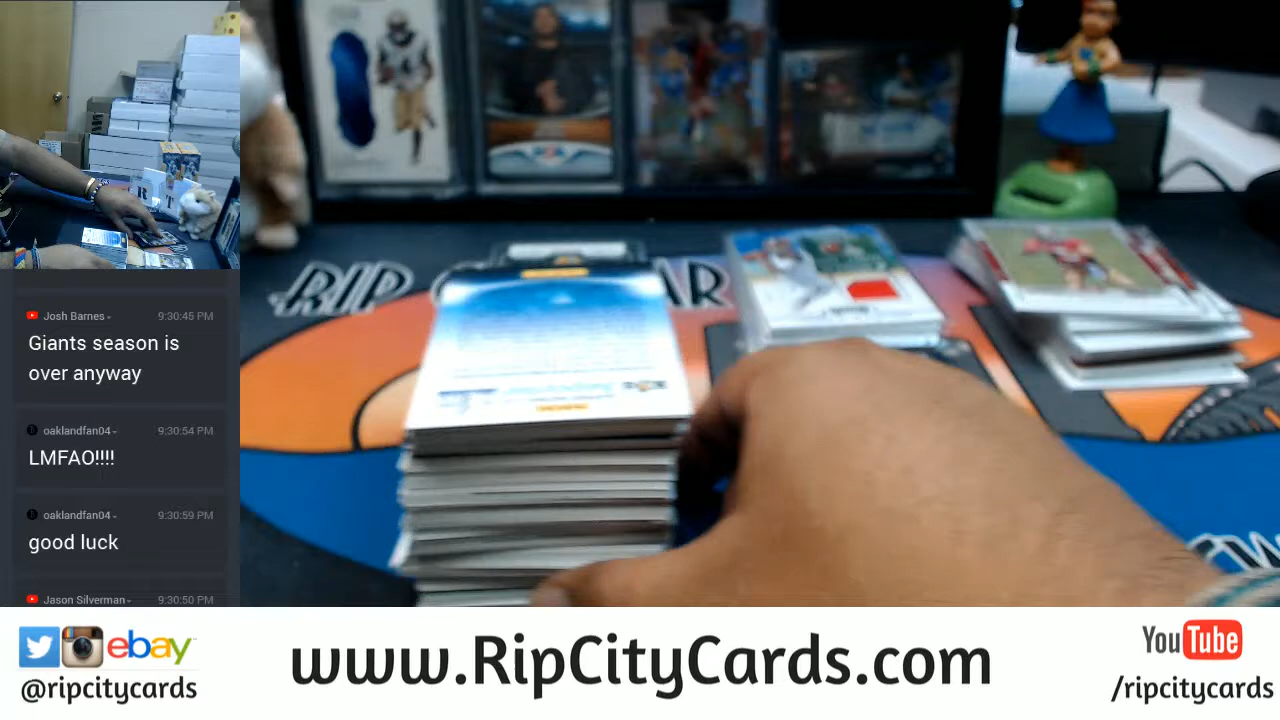 Josh Barnes
9:30:45 PM
Giants season is
over anyway
oaklandfan04
9:30:54 PM
LMFAO!!!!
oaklandfan04
9:30:59 PM
good luck
Jason Silverman
9:30:50 PM
RIP
ebay
@ripcitycards
www.RipCityCards.com
YouTube
/ripcitycards